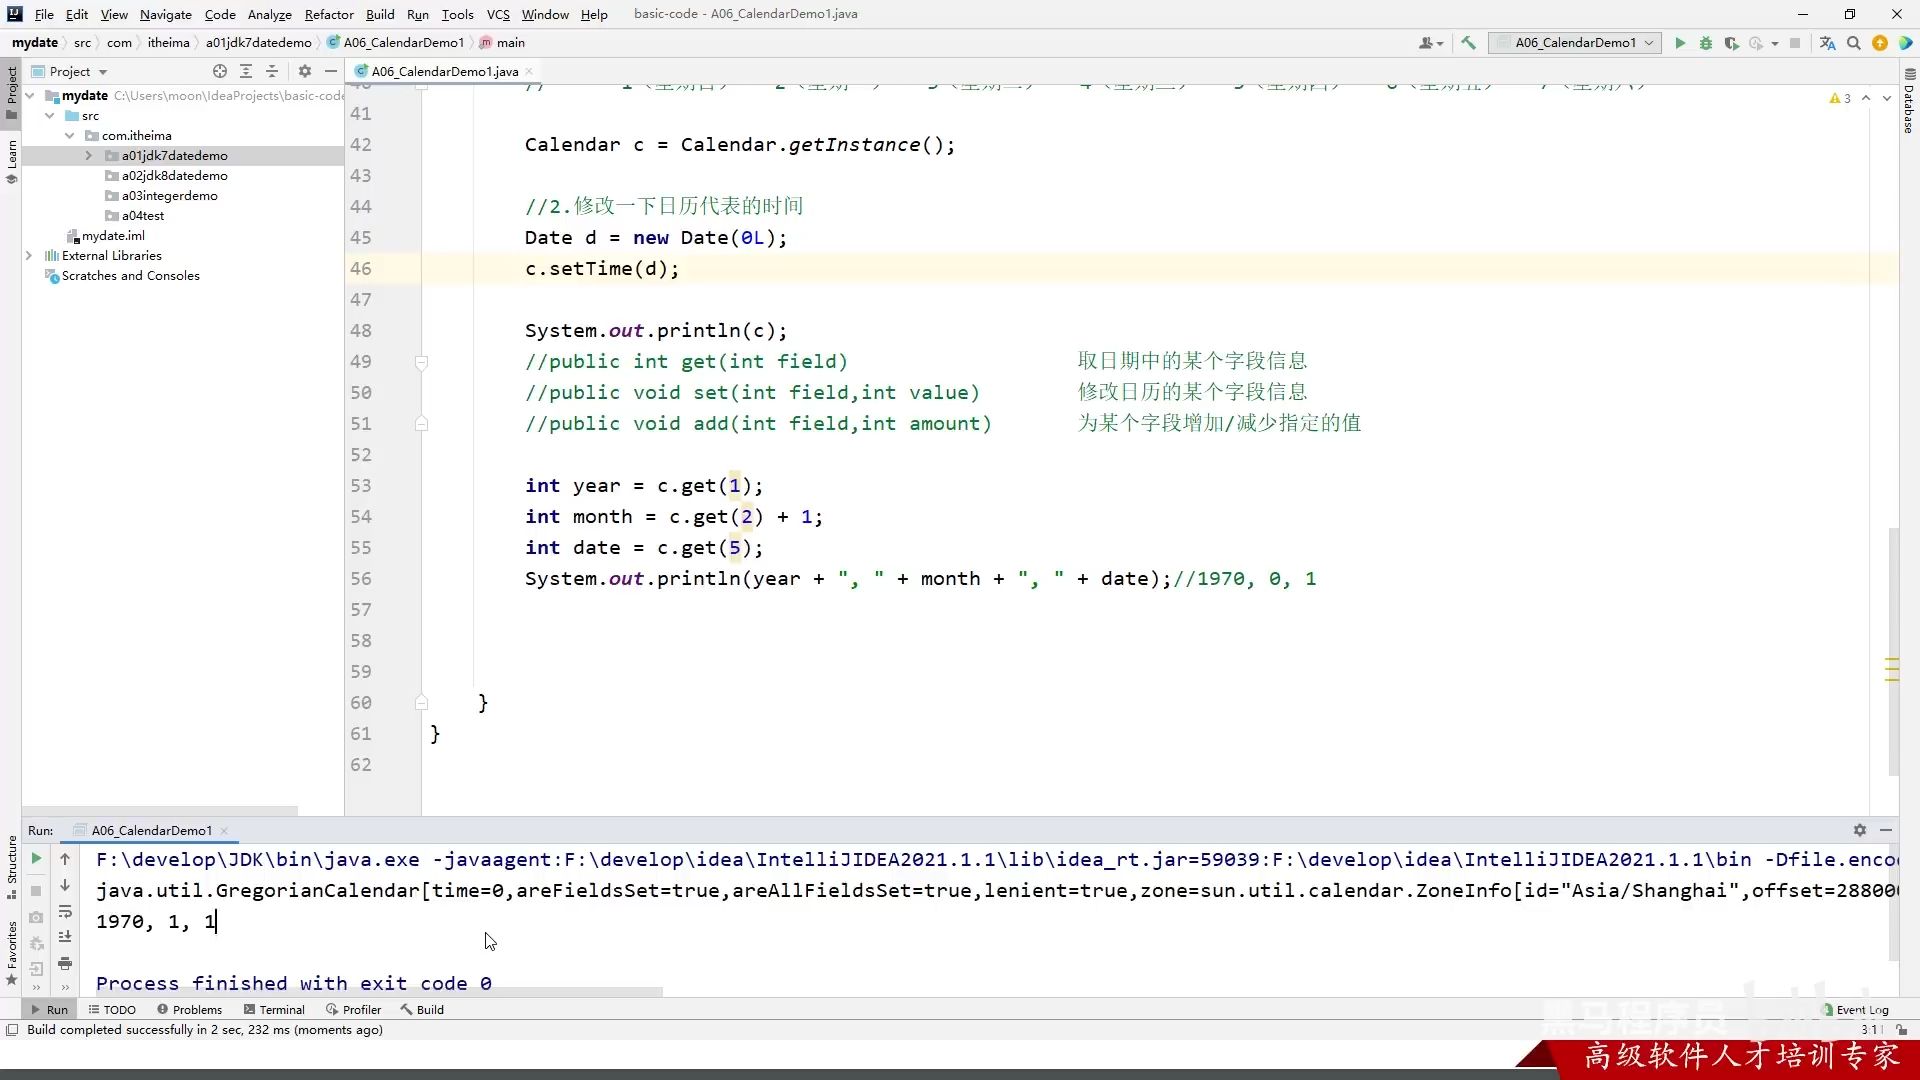 File Edit View Navigate Code Analyze Refactor Build Run Tools VCS Window Help basic-code - A06_CalendarDemo1.java
mydate src com itheima a01jdk7datedemo A06_CalendarDemo1 main
A06_CalendarDemo1
Project
A06_CalendarDemo1.java
mydate C:\Users\moon\IdeaProjects\basic-code
src
com.itheima
a01jdk7datedemo
a02jdk8datedemo
a03integerdemo
a04test
mydate.iml
External Libraries
Scratches and Consoles
Project
Learn
Structure
Favorites
Database
3
41
42 Calendar c = Calendar.getInstance();
43
44 //2.修改一下日历代表的时间
45 Date d = new Date(0L);
46 c.setTime(d);
47
48 System.out.println(c);
49 //public int get(int field) 取日期中的某个字段信息
50 //public void set(int field,int value) 修改日历的某个字段信息
51 //public void add(int field,int amount) 为某个字段增加/减少指定的值
52
53 int year = c.get(1);
54 int month = c.get(2) + 1;
55 int date = c.get(5);
56 System.out.println(year + ", " + month + ", " + date);//1970, 0, 1
57
58
59
60 }
61 }
62
Run: A06_CalendarDemo1
F:\develop\JDK\bin\java.exe -javaagent:F:\develop\idea\IntelliJIDEA2021.1.1\lib\idea_rt.jar=59039:F:\develop\idea\IntelliJIDEA2021.1.1\bin -Dfile.enco
java.util.GregorianCalendar[time=0,areFieldsSet=true,areAllFieldsSet=true,lenient=true,zone=sun.util.calendar.ZoneInfo[id="Asia/Shanghai",offset=28800
1970, 1, 1
Process finished with exit code 0
Run TODO Problems Terminal Profiler Build Event Log
Build completed successfully in 2 sec, 232 ms (moments ago)
3:11
黑马程序员
高级软件人才培训专家